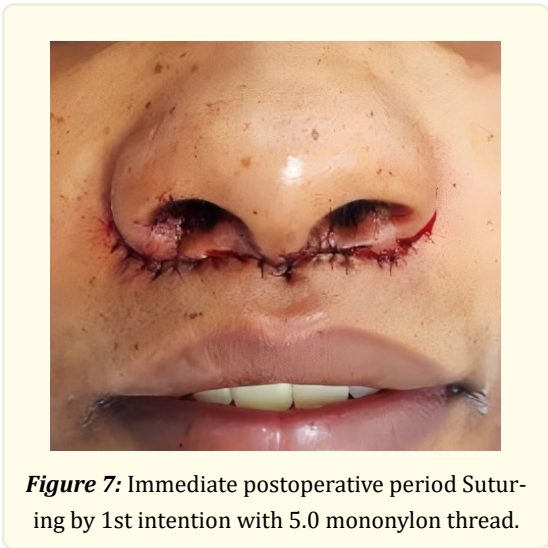 Figure 7: Immediate postoperative period Sutur-
ing by 1st intention with 5.0 mononylon thread.